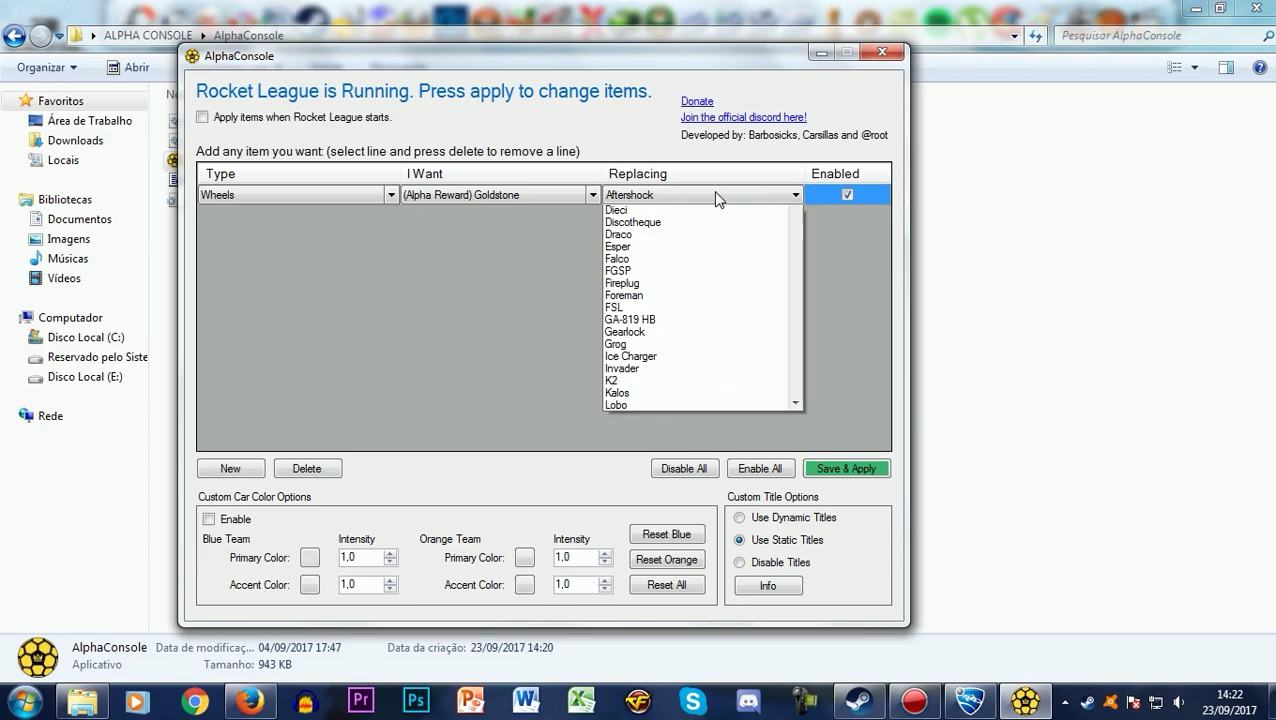 ALPHA CONSOLE
AlphaConsole
Pesquisar AlphaConsole
Organizar
Abrir
Favoritos
Área de Trabalho
Downloads
Locais
Bibliotecas
Documentos
Imagens
Músicas
Vídeos
Computador
Disco Local (C:)
Reservado pelo Siste
Disco Local (E:)
Rede
AlphaConsole
Rocket League is Running. Press apply to change items.
Apply items when Rocket League starts.
Donate
Join the official discord here!
Developed by: Barbosicks, Carsillas and @root
Add any item you want: (select line and press delete to remove a line)
Type I Want Replacing Enabled
Wheels (Alpha Reward) Goldstone Aftershock
Dieci
Discotheque
Draco
Esper
Falco
FGSP
Fireplug
Foreman
FSL
GA-819 HB
Gearlock
Grog
Ice Charger
Invader
K2
Kalos
Lobo
New Delete Disable All Enable All Save & Apply
Custom Car Color Options
Enable
Blue Team Intensity Orange Team Intensity
Primary Color: 1,0 Primary Color: 1,0
Accent Color: 1,0 Accent Color: 1,0
Reset Blue
Reset Orange
Reset All
Custom Title Options
Use Dynamic Titles
Use Static Titles
Disable Titles
Info
AlphaConsole Data de modificaç... 04/09/2017 17:47 Data da criação: 23/09/2017 14:20
Aplicativo Tamanho: 943 KB
Pr
Ps
14:22
23/09/2017